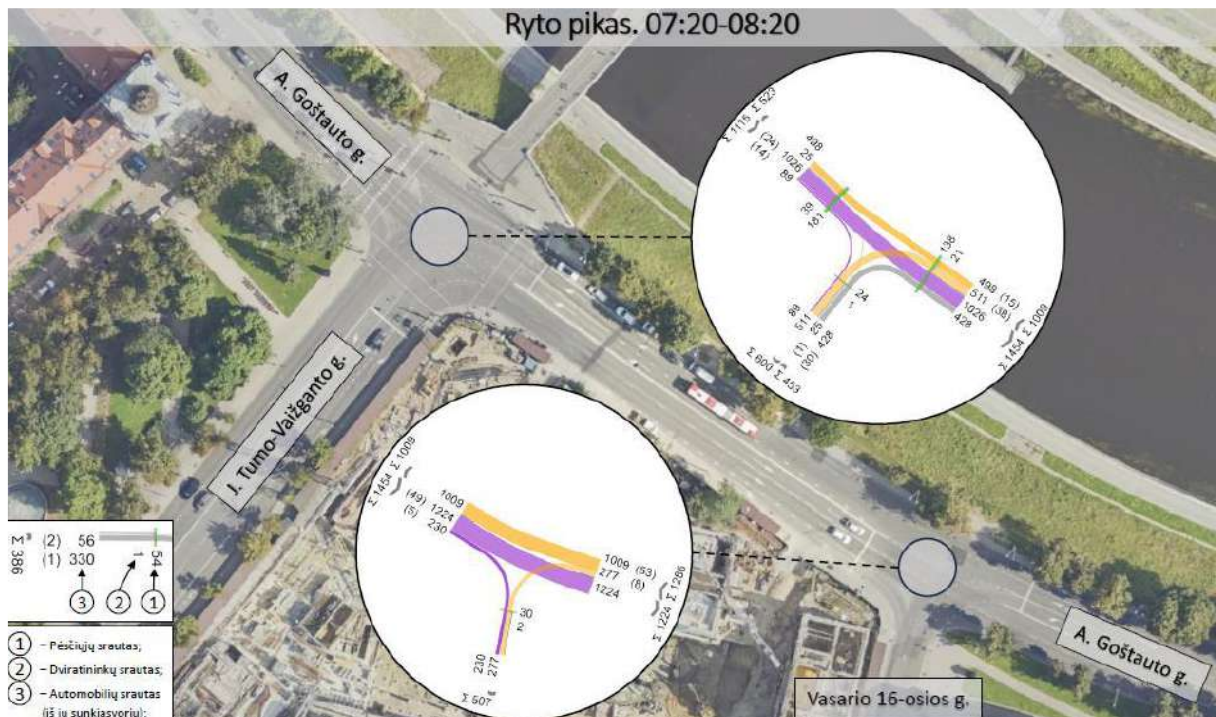 Ryto pikas. 07:20-08:20
A. Goštauto g.
Σ 523
(24) 1026
(14) 89
25
498
39
181
138
21
498 (15)
511 (38)
1026
428
Σ 1454 Σ 1009
24
1
89
511
25 (1)
428 (30)
Σ 600 Σ 453
J. Tumo-Vaižganto g.
Σ 1454 Σ 1009
1009
(49) 1224
(5) 230
1009 (53)
277 (8)
1224
Σ 1224 Σ 1286
30
2
230
277
Σ 507
Σ 386
(2) 56
(1) 330
1
54
3 2 1
1 - Pėsčiųjų srautas;
2 - Dviratininkų srautas;
3 - Automobilių srautas
(iš jų sunkiasvorių);
A. Goštauto g.
Vasario 16-osios g.